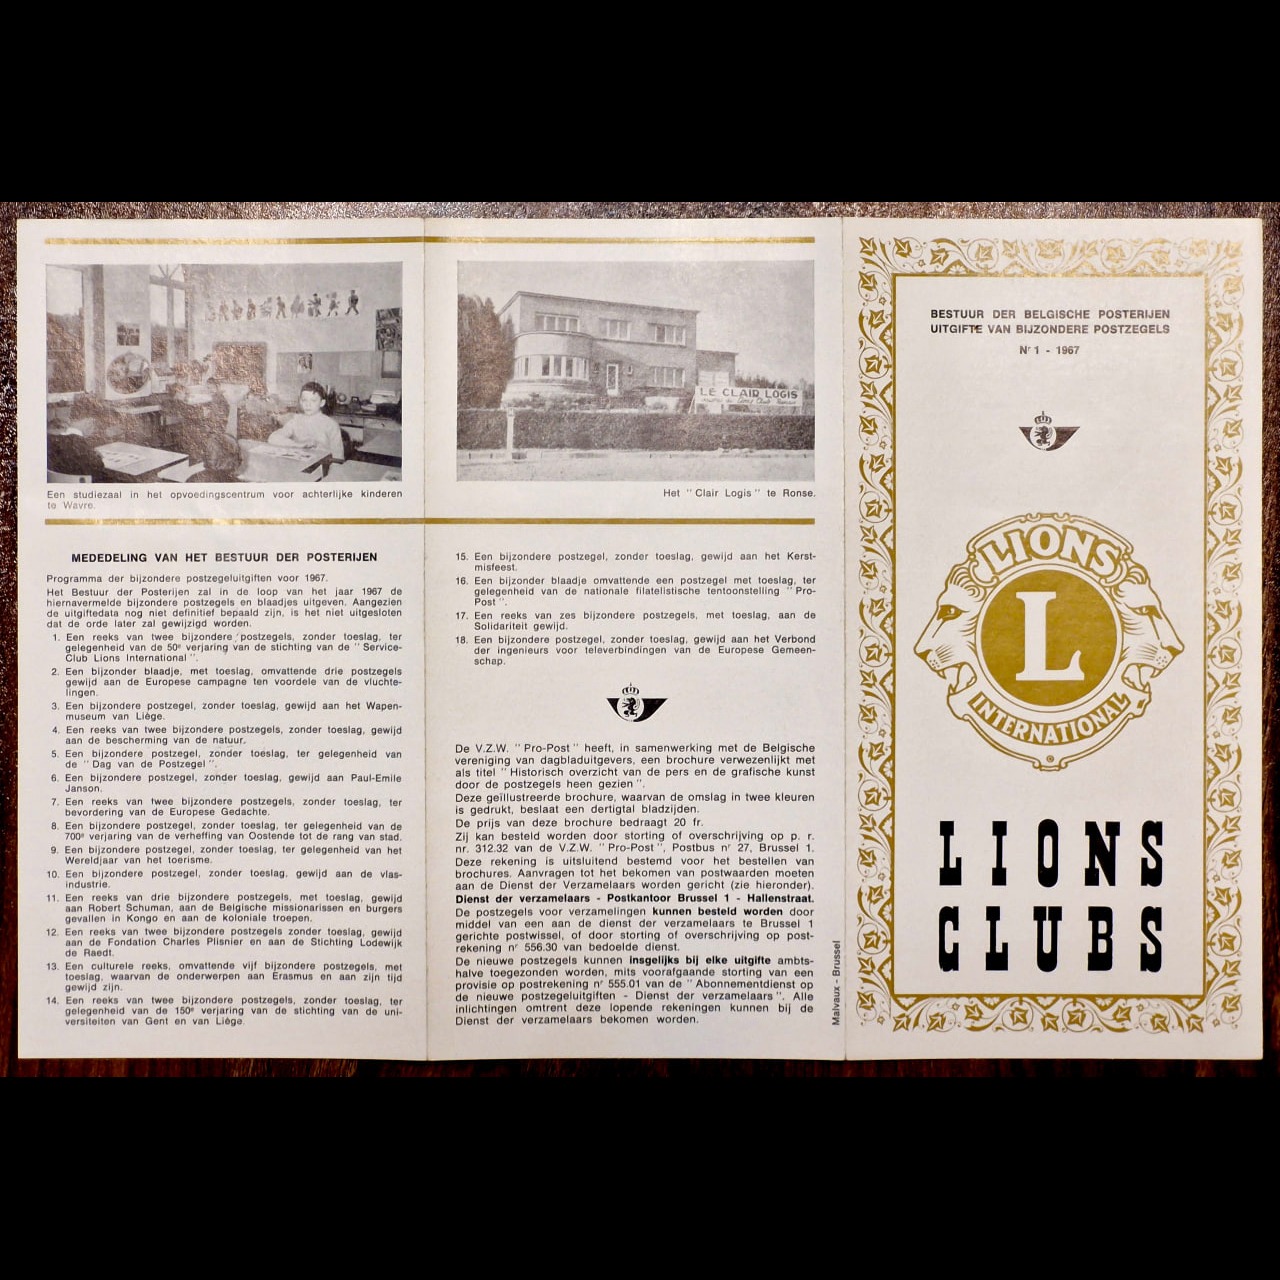 Een studiezaal in het opvoedingscentrum voor achterlijke kinderen
te Wavre.
MEDEDELING VAN HET BESTUUR DER POSTERIJEN
Programma der bijzondere postzegeluitgiften voor 1967.
Het Bestuur der Posterijen zal in de loop van het jaar 1967 de
hiernavermelde bijzondere postzegels en blaadjes uitgeven. Aangezien
de uitgiftedata nog niet definitief bepaald zijn, is het niet uitgesloten
dat de orde later zal gewijzigd worden.
1. Een reeks van twee bijzondere postzegels, zonder toeslag, ter
gelegenheid van de 50e verjaring van de stichting van de "Service-
Club Lions International".
2. Een bijzonder blaadje, met toeslag, omvattende drie postzegels
gewijd aan de Europese campagne ten voordele van de vluchte-
lingen.
3. Een bijzondere postzegel, zonder toeslag, gewijd aan het Wapen-
museum van Liège.
4. Een reeks van twee bijzondere postzegels, zonder toeslag, gewijd
aan de bescherming van de natuur.
5. Een bijzondere postzegel, zonder toeslag, ter gelegenheid van
de "Dag van de Postzegel".
6. Een bijzondere postzegel, zonder toeslag, gewijd aan Paul-Emile
Janson.
7. Een reeks van twee bijzondere postzegels, zonder toeslag, ter
bevordering van de Europese Gedachte.
8. Een bijzondere postzegel, zonder toeslag, ter gelegenheid van de
700e verjaring van de verheffing van Oostende tot de rang van stad.
9. Een bijzondere postzegel, zonder toeslag, ter gelegenheid van het
Wereldjaar van het toerisme.
10. Een bijzondere postzegel, zonder toeslag, gewijd aan de vlas-
industrie.
11. Een reeks van drie bijzondere postzegels, met toeslag, gewijd
aan Robert Schuman, aan de Belgische missionarissen en burgers
gevallen in Kongo en aan de koloniale troepen.
12. Een reeks van twee bijzondere postzegels, zonder toeslag, gewijd
aan de Fondation Charles Plisnier en aan de Stichting Lodewijk
de Raedt.
13. Een culturele reeks, omvattende vijf bijzondere postzegels, met
toeslag, waarvan de onderwerpen aan Erasmus en aan zijn tijd
gewijd zijn.
14. Een reeks van twee bijzondere postzegels, zonder toeslag, ter
gelegenheid van de 150e verjaring van de stichting van de uni-
versiteiten van Gent en van Liège.
LE CLAIR LOGIS
Het "Clair Logis" te Ronse.
15. Een bijzondere postzegel, zonder toeslag, gewijd aan het Kerst-
misfeest.
16. Een bijzonder blaadje omvattende een postzegel met toeslag, ter
gelegenheid van de nationale filatelistische tentoonstelling "Pro-
Post".
17. Een reeks van zes bijzondere postzegels, met toeslag, aan de
Solidariteit gewijd.
18. Een bijzondere postzegel, zonder toeslag, gewijd aan het Verbond
der ingenieurs voor televerbindingen van de Europese Gemeen-
schap.
De V.Z.W. "Pro-Post" heeft, in samenwerking met de Belgische
vereniging van dagbladuitgevers, een brochure verwezenlijkt met
als titel "Historisch overzicht van de pers en de grafische kunst
door de postzegels heen gezien".
Deze geïllustreerde brochure, waarvan de omslag in twee kleuren
is gedrukt, beslaat een dertigtal bladzijden.
De prijs van deze brochure bedraagt 20 fr.
Zij kan besteld worden door storting of overschrijving op p. r.
nr. 312.32 van de V.Z.W. "Pro-Post", Postbus nr 27, Brussel 1.
Deze rekening is uitsluitend bestemd voor het bestellen van
brochures. Aanvragen tot het bekomen van postwaarden moeten
aan de Dienst der Verzamelaars worden gericht (zie hieronder).
Dienst der verzamelaars - Postkantoor Brussel 1 - Hallenstraat.
De postzegels voor verzamelingen kunnen besteld worden door
middel van een aan de dienst der verzamelaars te Brussel 1
gerichte postwissel, of door storting of overschrijving op post-
rekening nr 556.30 van bedoelde dienst.
De nieuwe postzegels kunnen insgelijks bij elke uitgifte ambts-
halve toegezonden worden, mits voorafgaande storting van een
provisie op postrekening nr 555.01 van de "Abonnementdienst op
de nieuwe postzegeluitgiften - Dienst der verzamelaars". Alle
inlichtingen omtrent deze lopende rekeningen kunnen bij de
Dienst der verzamelaars bekomen worden.
Malvaux - Brussel
BESTUUR DER BELGISCHE POSTERIJEN
UITGIFTE VAN BIJZONDERE POSTZEGELS
Nr 1 - 1967
LIONS
L
INTERNATIONAL
®
LIONS
CLUBS